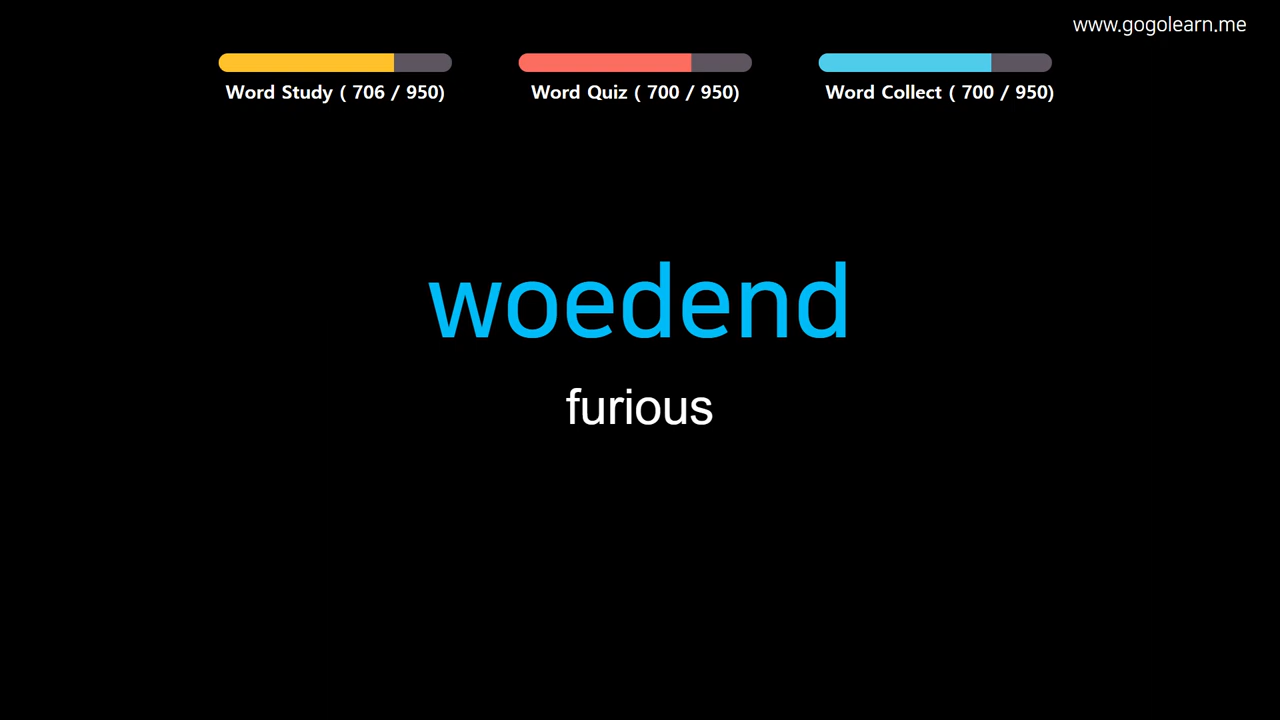 www.gogolearn.me
Word Study ( 706 / 950)
Word Quiz ( 700 / 950)
Word Collect ( 700 / 950)
woedend
furious